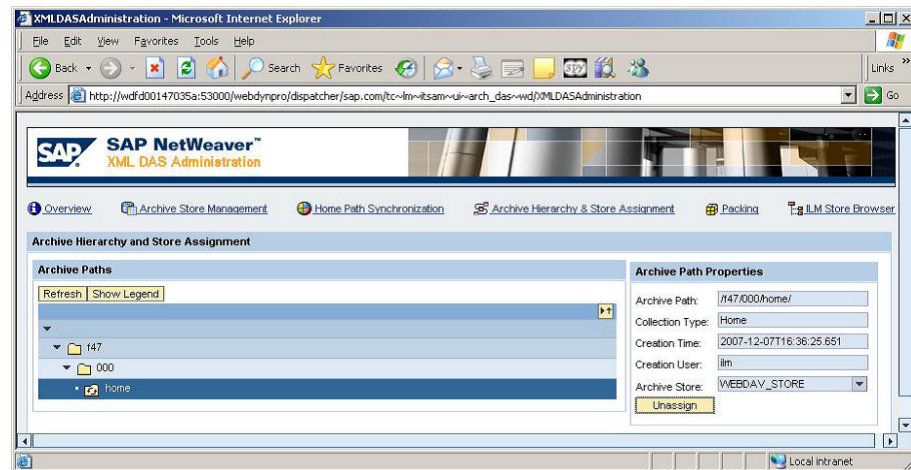 XMLDASAdministration - Microsoft Internet Explorer
File Edit View Favorites Tools Help
Back Search Favorites Links
Address http://wdfd00147035a:53000/webdynpro/dispatcher/sap.com/tc~lm~itsam~ui~arch_das~wd/XMLDASAdministration Go
SAP SAP NetWeaver™
XML DAS Administration
Overview Archive Store Management Home Path Synchronization Archive Hierarchy & Store Assignment Packing ILM Store Browser
Archive Hierarchy and Store Assignment
Archive Paths
Refresh Show Legend
f47
000
home
Archive Path Properties
Archive Path: /f47/000/home/
Collection Type: Home
Creation Time: 2007-12-07T16:36:25.651
Creation User: ilm
Archive Store: WEBDAV_STORE
Unassign
Local intranet